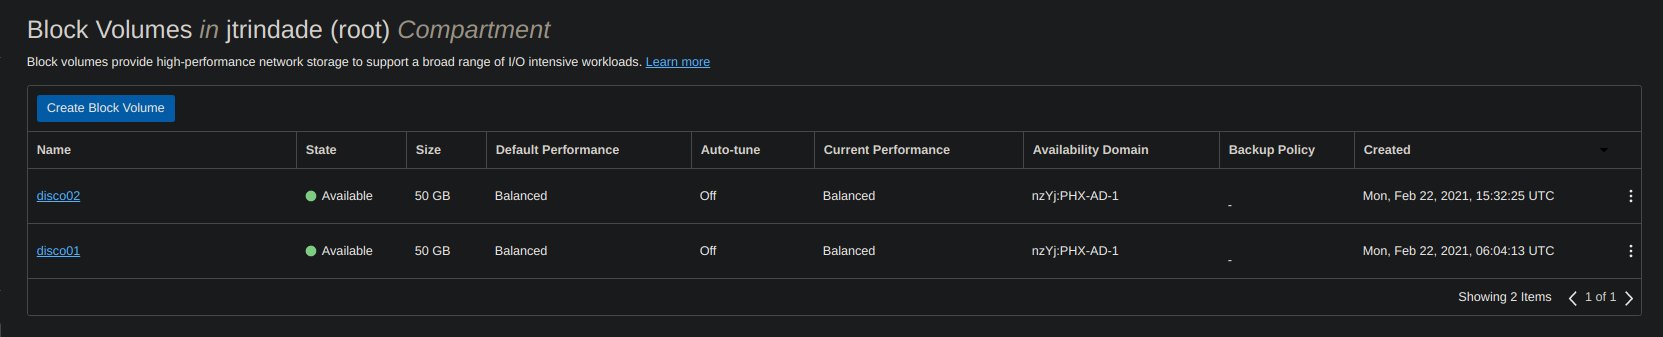 Block Volumes in jtrindade (root) Compartment
Block volumes provide high-performance network storage to support a broad range of I/O intensive workloads. Learn more
Create Block Volume
Name State Size Default Performance Auto-tune Current Performance Availability Domain Backup Policy Created
disco02 Available 50 GB Balanced Off Balanced nzYj:PHX-AD-1 - Mon, Feb 22, 2021, 15:32:25 UTC
disco01 Available 50 GB Balanced Off Balanced nzYj:PHX-AD-1 - Mon, Feb 22, 2021, 06:04:13 UTC
Showing 2 Items 1 of 1